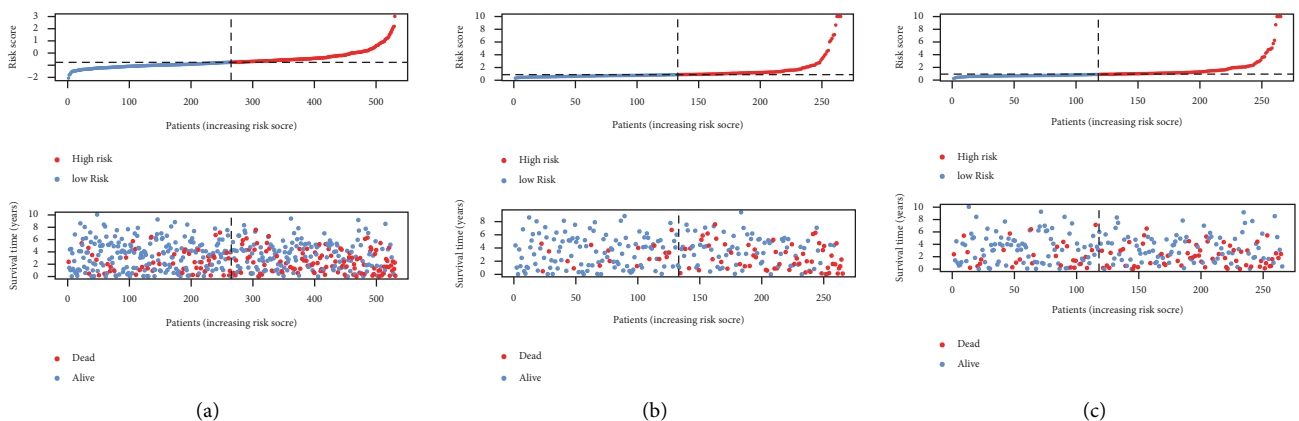 Risk score
3
2
1
0
−2
0 100 200 300 400 500
Patients (increasing risk socre)
High risk
low Risk
Survival time (years)
10
8
6
4
2
0
0 100 200 300 400 500
Patients (increasing risk socre)
Dead
Alive
(a)
Risk score
10
8
6
4
2
0
0 50 100 150 200 250
Patients (increasing risk socre)
High risk
low Risk
Survival time (years)
8
6
4
2
0
0 50 100 150 200 250
Patients (increasing risk socre)
Dead
Alive
(b)
Risk score
10
8
6
4
2
0
0 50 100 150 200 250
Patients (increasing risk socre)
High risk
low Risk
Survival time (years)
10
8
6
4
2
0
0 50 100 150 200 250
Patients (increasing risk socre)
Dead
Alive
(c)